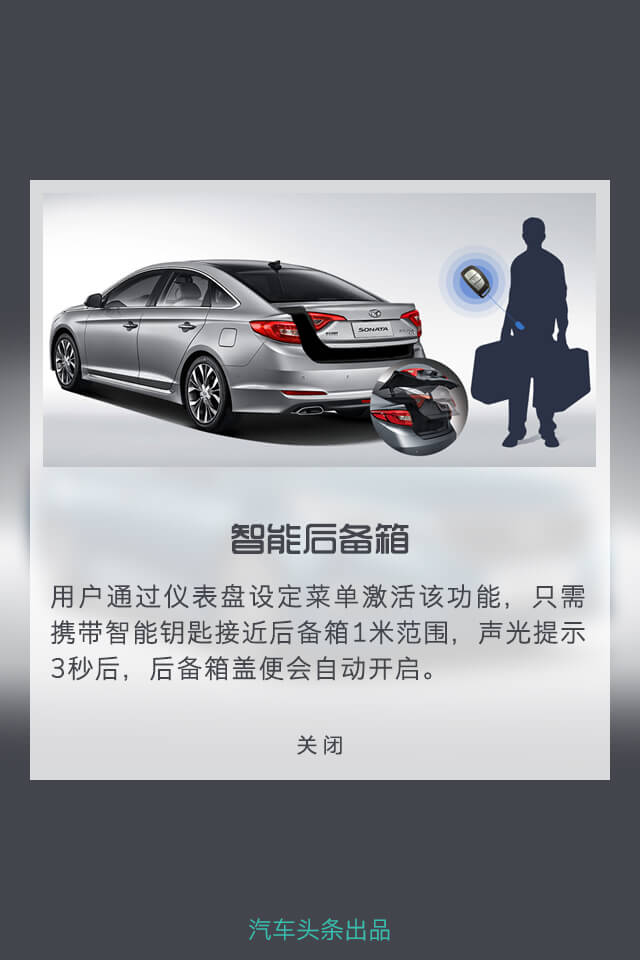 SONATA
智能后备箱
用户通过仪表盘设定菜单激活该功能，只需
携带智能钥匙接近后备箱1米范围，声光提示
3秒后，后备箱盖便会自动开启。
关闭
汽车头条出品